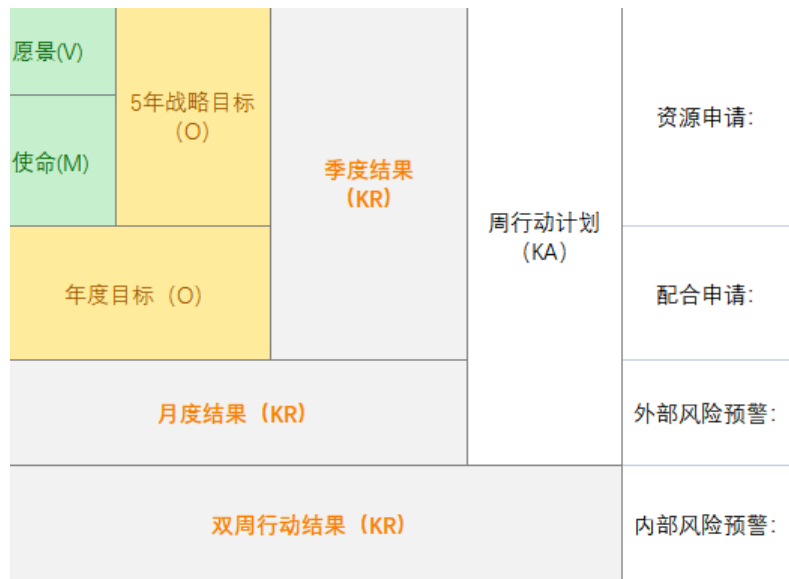 愿景(V)
使命(M)
5年战略目标
（O）
年度目标（O）
季度结果
（KR）
月度结果（KR）
双周行动结果（KR）
周行动计划
（KA）
资源申请：
配合申请：
外部风险预警：
内部风险预警：